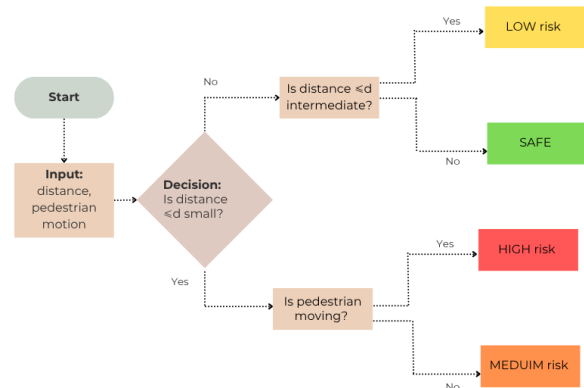 Yes
LOW risk
No
Is distance ⩽d
intermediate?
Start
SAFE
No
Input:
distance,
pedestrian
motion
Decision:
Is distance
⩽d small?
Yes
HIGH risk
Yes
Is pedestrian
moving?
MEDUIM risk
No